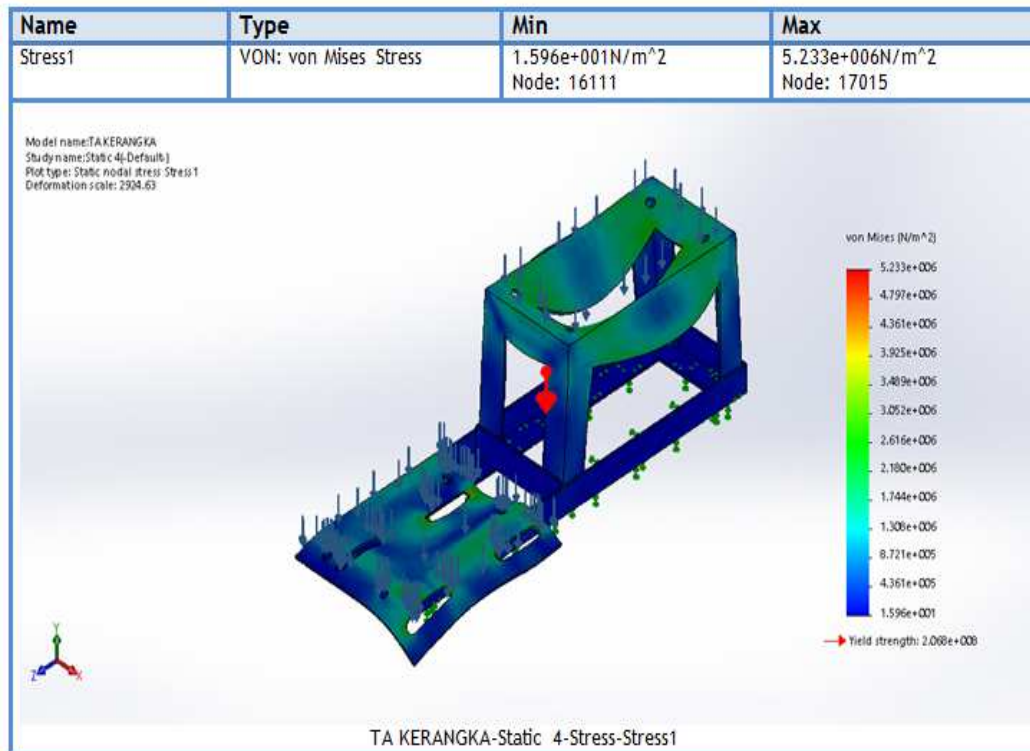 Name Type Min Max
Stress1 VON: von Mises Stress 1.596e+001N/m^2 5.233e+006N/m^2
Node: 16111 Node: 17015
Model name:TA KERANGKA
Study name:Static 4(-Default-)
Plot type: Static nodal stress Stress1
Deformation scale: 2924.63
von Mises (N/m^2)
5.233e+006
4.797e+006
4.361e+006
3.925e+006
3.489e+006
3.052e+006
2.616e+006
2.180e+006
1.744e+006
1.308e+006
8.721e+005
4.361e+005
1.596e+001
Yield strength: 2.068e+008
Y
Z X
TA KERANGKA-Static 4-Stress-Stress1